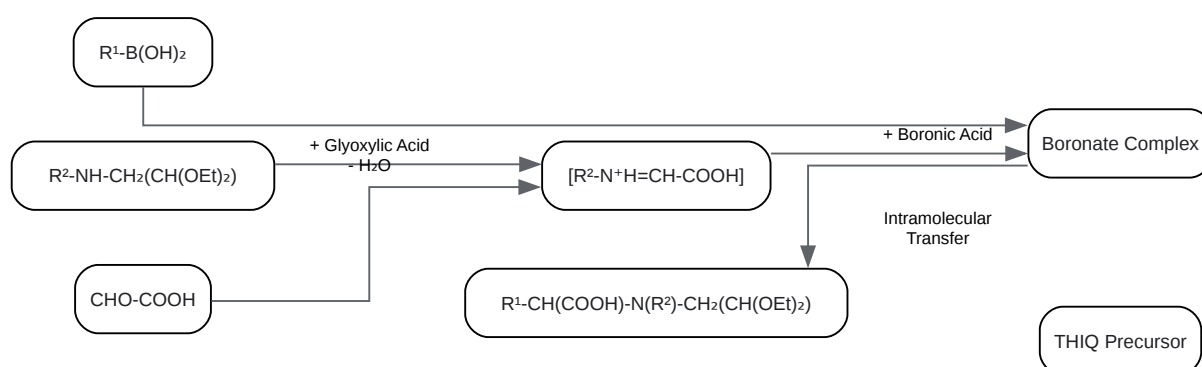 R¹-B(OH)₂
+ Glyoxylic Acid
- H₂O
+ Boronic Acid
Boronate Complex
R²-NH-CH₂(CH(OEt)₂)
[R²-N⁺H=CH-COOH]
Intramolecular
Transfer
CHO-COOH
R¹-CH(COOH)-N(R²)-CH₂(CH(OEt)₂)
THIQ Precursor